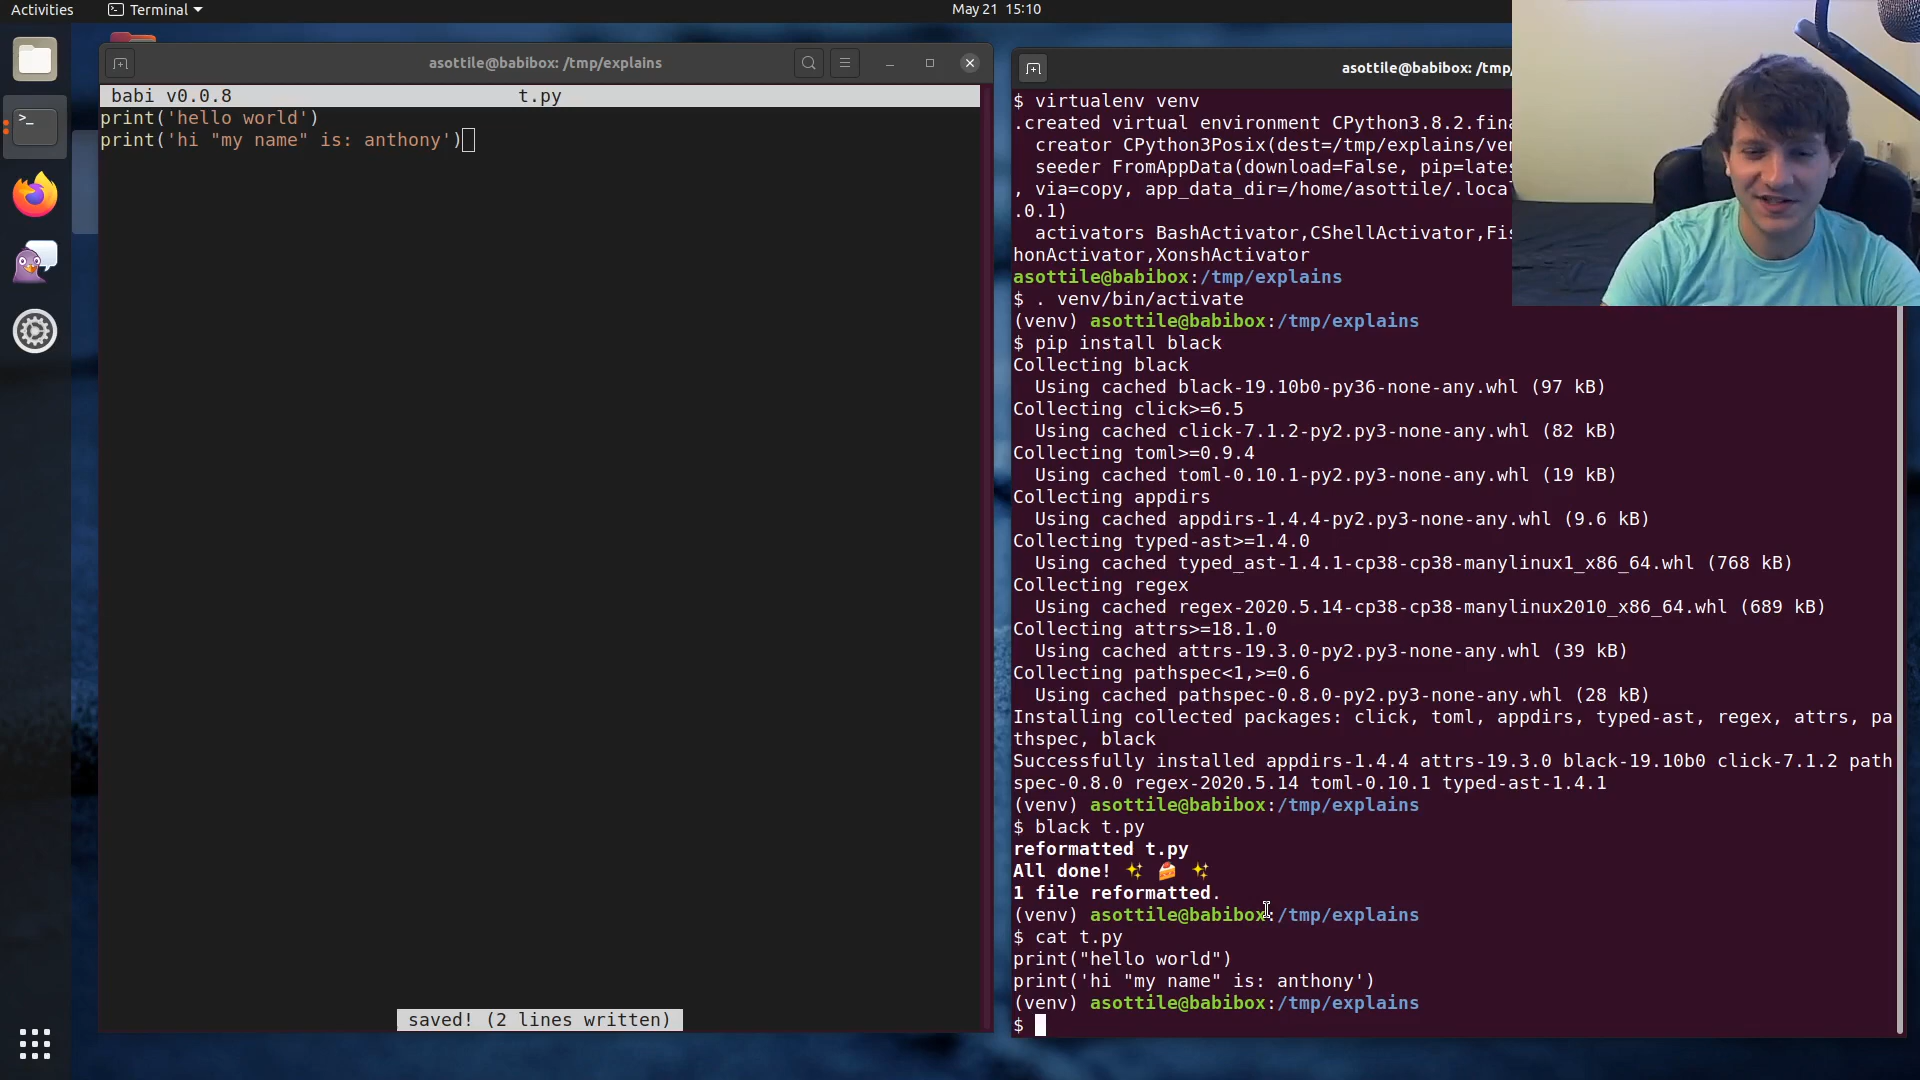 Activities
Terminal
May 21 15:10
asottile@babibox: /tmp/explains
babi v0.0.8 t.py
print('hello world')
print('hi "my name" is: anthony')
saved! (2 lines written)
asottile@babibox: /tmp/
$ virtualenv venv
.created virtual environment CPython3.8.2.fina
creator CPython3Posix(dest=/tmp/explains/ven
seeder FromAppData(download=False, pip=lates
, via=copy, app_data_dir=/home/asottile/.local
.0.1)
activators BashActivator,CShellActivator,Fis
honActivator,XonshActivator
asottile@babibox:/tmp/explains
$ . venv/bin/activate
(venv) asottile@babibox:/tmp/explains
$ pip install black
Collecting black
Using cached black-19.10b0-py36-none-any.whl (97 kB)
Collecting click>=6.5
Using cached click-7.1.2-py2.py3-none-any.whl (82 kB)
Collecting toml>=0.9.4
Using cached toml-0.10.1-py2.py3-none-any.whl (19 kB)
Collecting appdirs
Using cached appdirs-1.4.4-py2.py3-none-any.whl (9.6 kB)
Collecting typed-ast>=1.4.0
Using cached typed_ast-1.4.1-cp38-cp38-manylinux1_x86_64.whl (768 kB)
Collecting regex
Using cached regex-2020.5.14-cp38-cp38-manylinux2010_x86_64.whl (689 kB)
Collecting attrs>=18.1.0
Using cached attrs-19.3.0-py2.py3-none-any.whl (39 kB)
Collecting pathspec<1,>=0.6
Using cached pathspec-0.8.0-py2.py3-none-any.whl (28 kB)
Installing collected packages: click, toml, appdirs, typed-ast, regex, attrs, pa
thspec, black
Successfully installed appdirs-1.4.4 attrs-19.3.0 black-19.10b0 click-7.1.2 path
spec-0.8.0 regex-2020.5.14 toml-0.10.1 typed-ast-1.4.1
(venv) asottile@babibox:/tmp/explains
$ black t.py
reformatted t.py
All done! ✨ 🍰 ✨
1 file reformatted.
(venv) asottile@babibox:/tmp/explains
$ cat t.py
print("hello world")
print('hi "my name" is: anthony')
(venv) asottile@babibox:/tmp/explains
$